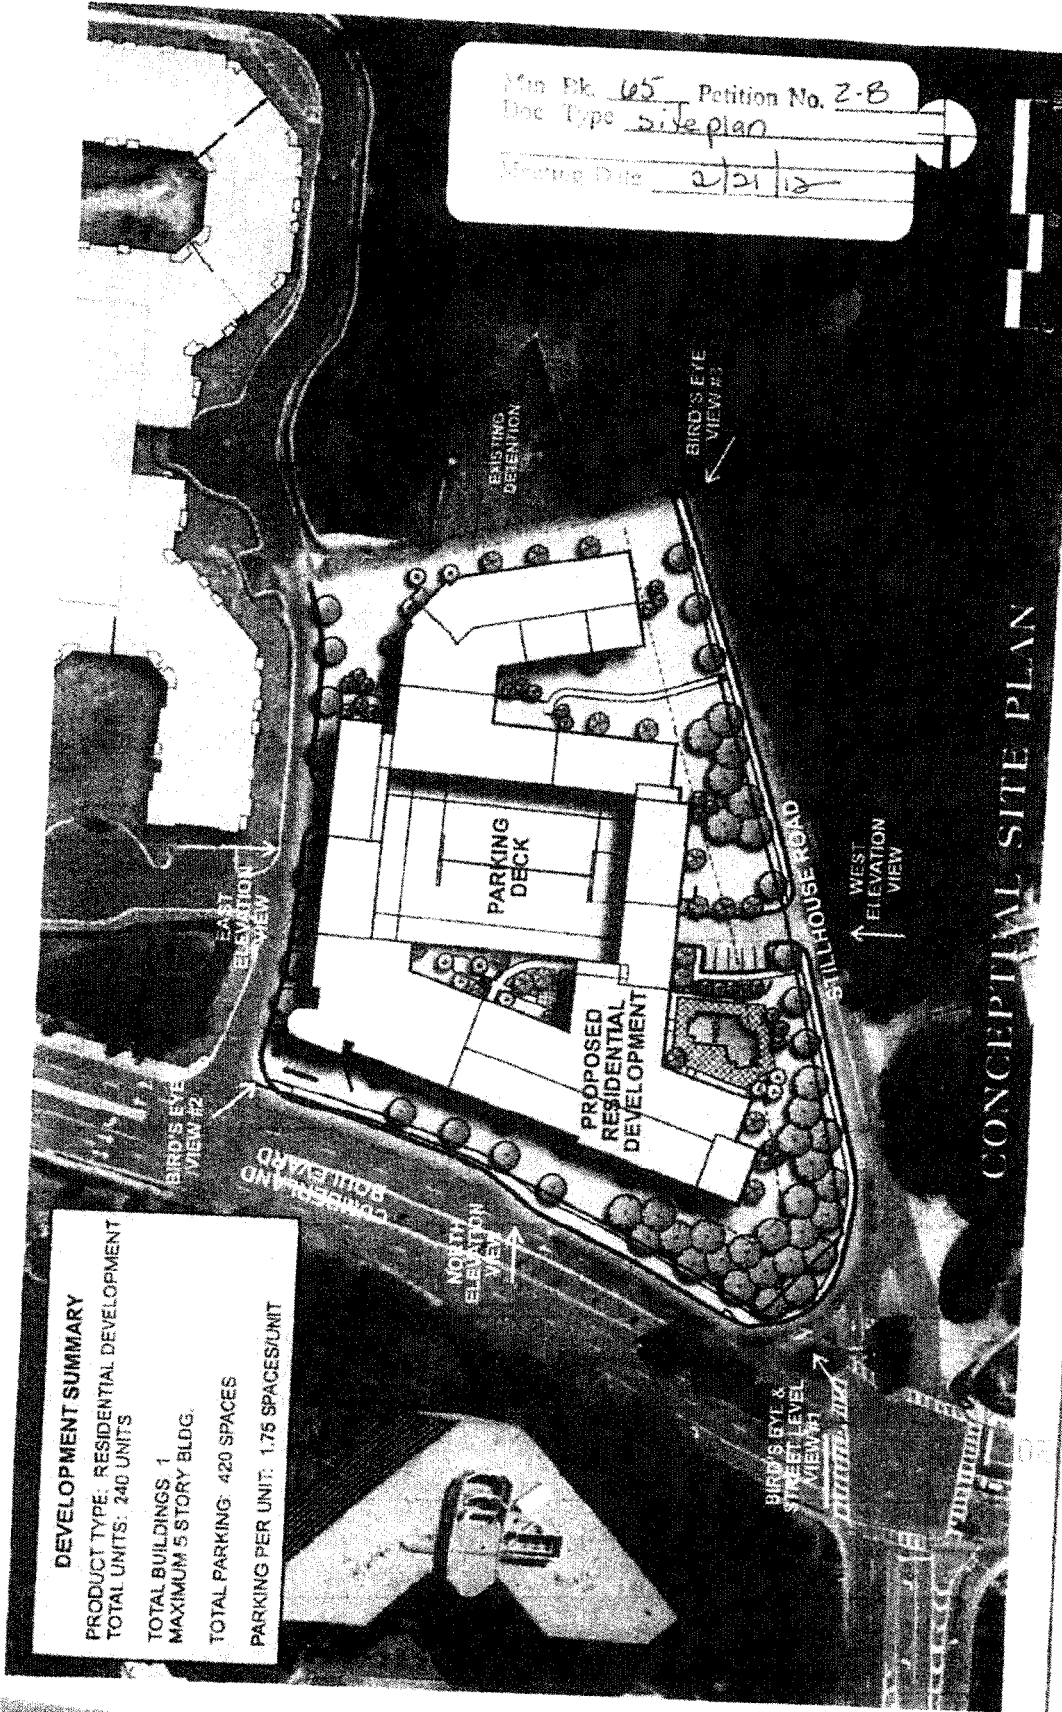 Min. Bk. 65 Petition No. Z-8
Doc Type Site plan
Meeting Date 2/21/12
EXISTING
DETENTION
BIRD'S EYE
VIEW #3
PARKING
DECK
EAST
ELEVATION
VIEW
STILLHOUSE ROAD
WEST
ELEVATION
VIEW
PROPOSED
RESIDENTIAL
DEVELOPMENT
BIRD'S EYE
VIEW #2
CUMBERLAND
BOULEVARD
NORTH
ELEVATION
VIEW
BIRD'S EYE &
STREET LEVEL
VIEW #1
DEVELOPMENT SUMMARY
PRODUCT TYPE: RESIDENTIAL DEVELOPMENT
TOTAL UNITS: 240 UNITS
TOTAL BUILDINGS: 1
MAXIMUM 5 STORY BLDG.
TOTAL PARKING: 420 SPACES
PARKING PER UNIT: 1.75 SPACES/UNIT
CONCEPTUAL SITE PLAN